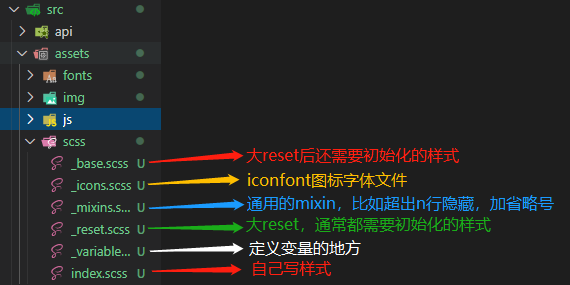 src
api
assets
fonts
img
js
scss
_base.scss U 大reset后还需要初始化的样式
_icons.scss U iconfont图标字体文件
_mixins.s... U 通用的mixin，比如超出n行隐藏，加省略号
_reset.scss U 大reset，通常都需要初始化的样式
_variable... U 定义变量的地方
index.scss U 自己写样式